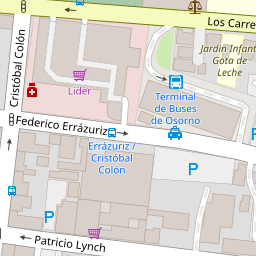 Los Carre
Cristóbal Colón
Jardín Infant
Gota de
Leche
Lider
Terminal
de Buses
de Osorno
Federico Errázuriz
Errázuriz /
Cristóbal
Colón
P
P
P
Patricio Lynch